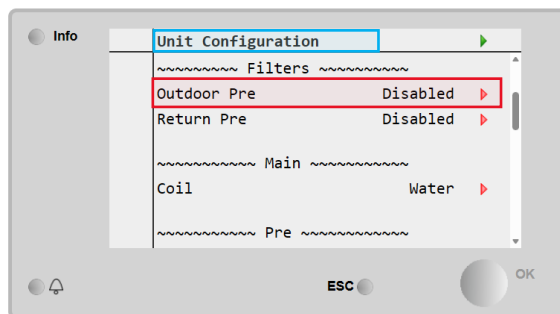 Info
Unit Configuration
~~~~~~~~~ Filters ~~~~~~~~~~
Outdoor Pre Disabled
Return Pre Disabled
~~~~~~~~~~~ Main ~~~~~~~~~~~
Coil Water
~~~~~~~~~~~ Pre ~~~~~~~~~~~~
ESC
OK